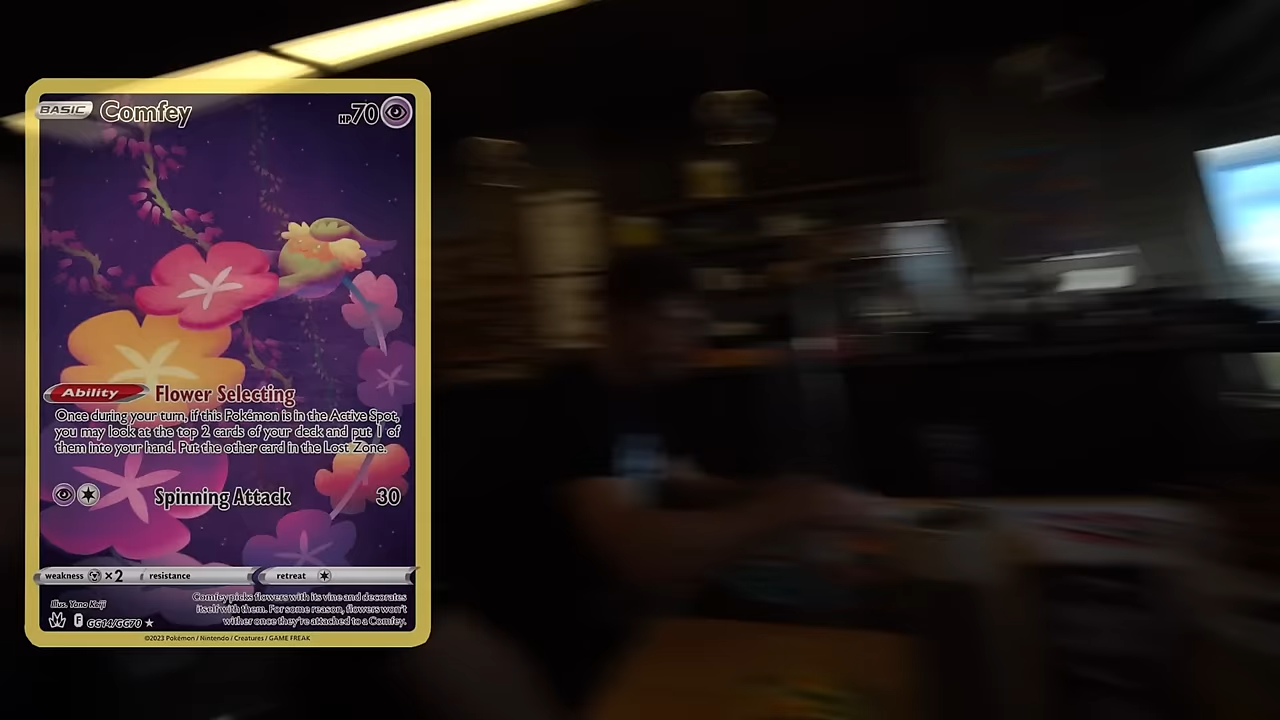 BASIC Comfey HP70
Ability Flower Selecting
Once during your turn, if this Pokémon is in the Active Spot,
you may look at the top 2 cards of your deck and put 1 of
them into your hand. Put the other card in the Lost Zone.
Spinning Attack 30
weakness ×2 resistance retreat
Illus. Yano Keiji
Comfey picks flowers with its vine and decorates
itself with them. For some reason, flowers won't
wither once they're attached to a Comfey.
F GG14/GG70 ★
©2023 Pokémon / Nintendo / Creatures / GAME FREAK